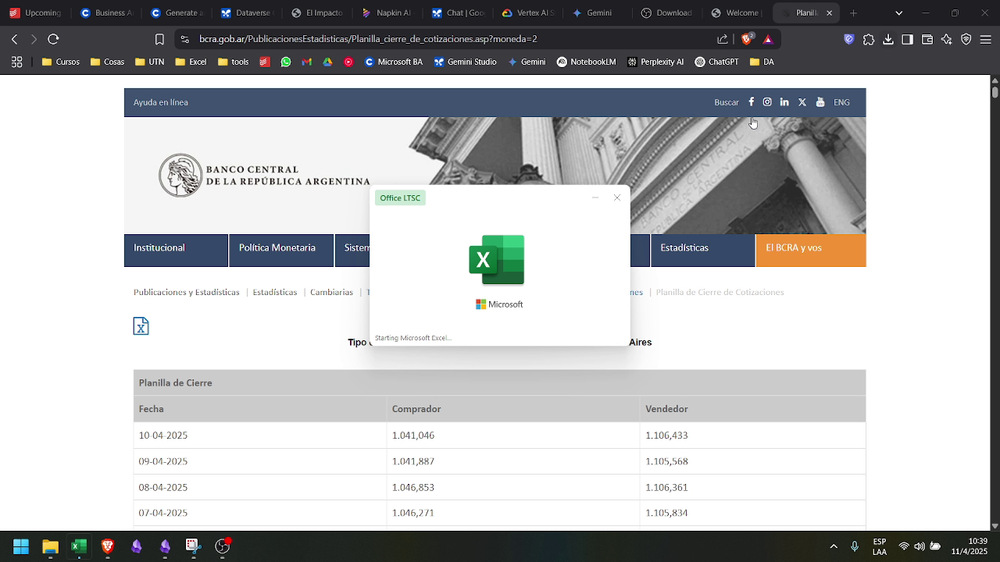 Upcoming
Business A
Dataverse
El Impacto
Napkin AI
Chat | Goo
Vertex AI S
Gemini
Downloa
Welcome
Planilla
bcra.gob.ar/PublicacionesEstadisticas/Planilla_cierre_de_cotizaciones.asp?moneda=2
2
Cursos
Cosas
UTN
Excel
tools
Microsoft BC
Gemini Studio
Gemini
NotebookLM
Perplexity AI
ChatGPT
DA
Ayuda en línea
Buscar
ENG
BANCO CENTRAL
DE LA REPÚBLICA ARGENTINA
BANCO CENTRAL
Office LTSC
X
Microsoft
Starting Microsoft Excel...
Institucional
Política Monetaria
Sistem
Estadísticas
El BCRA y vos
Publicaciones y Estadísticas | Estadísticas | Cambiarias | T
nes | Planilla de Cierre de Cotizaciones
Tipo
Aires
Planilla de Cierre
Fecha Comprador Vendedor
10-04-2025 1.041,046 1.106,433
09-04-2025 1.041,887 1.105,568
08-04-2025 1.046,853 1.106,361
07-04-2025 1.046,271 1.105,834
ESP
LAA
10:39
11/4/2025